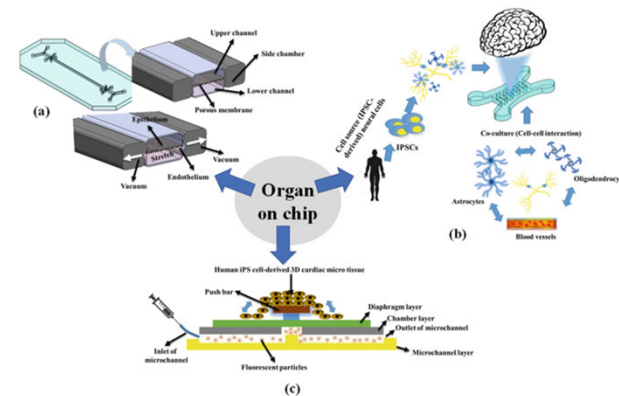 Upper channel
Side chamber
Lower channel
Porous membrane
(a)
Epithelium
Stretch
Vacuum
Vacuum
Endothelium
Organ
on chip
Cell source (IPSC-
derived) neural cells
IPSCs
Co-culture (Cell-cell interaction)
Astrocytes
Oligodendrocy
Blood vessels
(b)
Human iPS cell-derived 3D cardiac micro tissue
Push bar
Diaphragm layer
Chamber layer
Outlet of microchannel
Inlet of
microchannel
Microchannel layer
Fluorescent particles
(c)